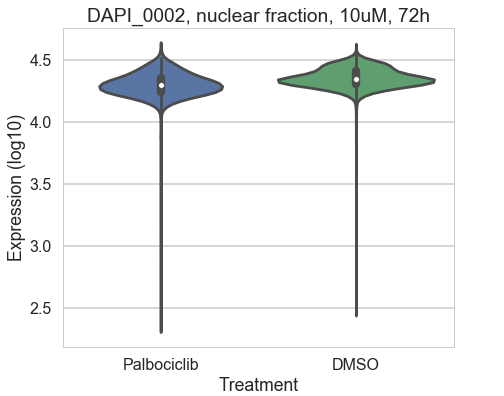 DAPI_0002, nuclear fraction, 10uM, 72h
Expression (log10)
4.5
4.0
3.5
3.0
2.5
Palbociclib
DMSO
Treatment